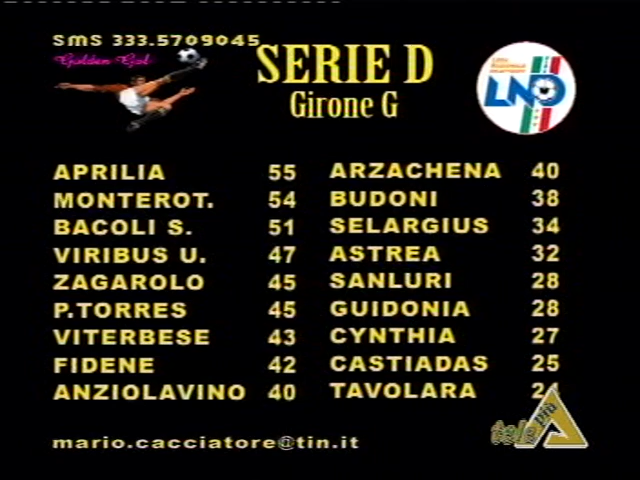 SMS 333.5709045
Golden Gol
SERIE D
Girone G
LND
APRILIA 55
MONTEROT. 54
BACOLI S. 51
VIRIBUS U. 47
ZAGAROLO 45
P.TORRES 45
VITERBESE 43
FIDENE 42
ANZIOLAVINO 40
ARZACHENA 40
BUDONI 38
SELARGIUS 34
ASTREA 32
SANLURI 28
GUIDONIA 28
CYNTHIA 27
CASTIADAS 25
TAVOLARA
mario.cacciatore@tin.it
tele più